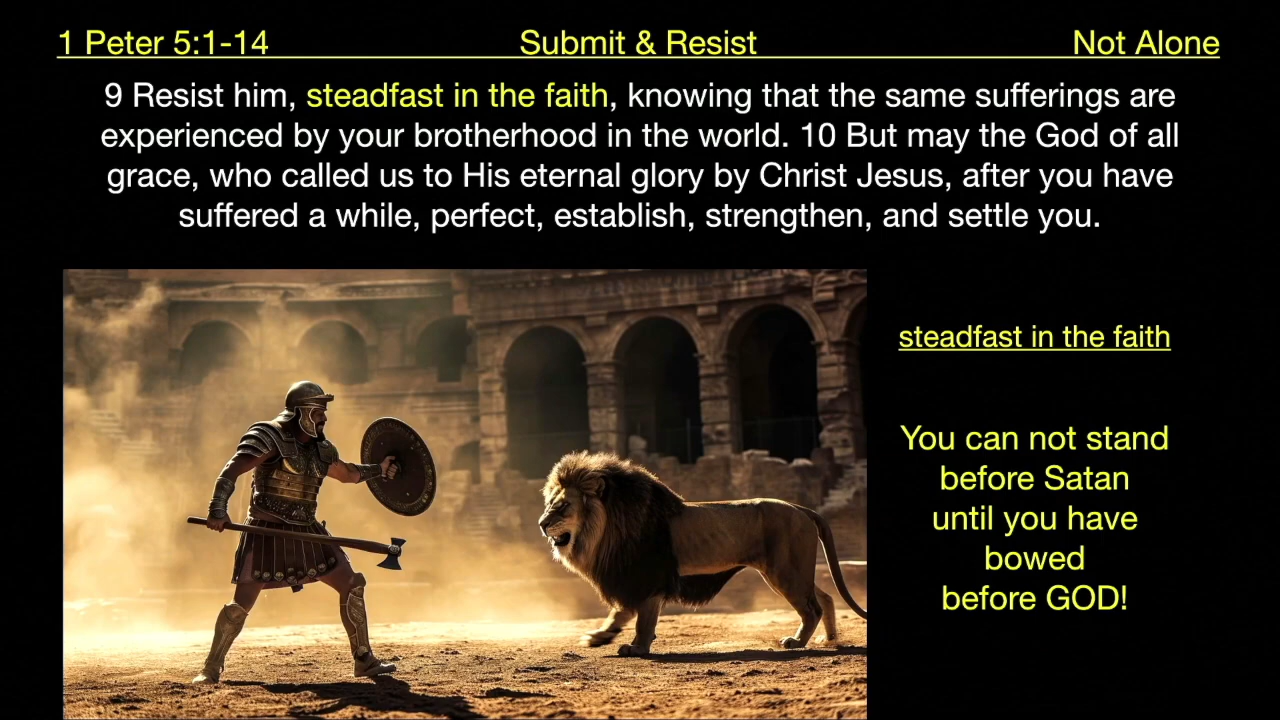 1 Peter 5:1-14 Submit & Resist Not Alone
9 Resist him, steadfast in the faith, knowing that the same sufferings are
experienced by your brotherhood in the world. 10 But may the God of all
grace, who called us to His eternal glory by Christ Jesus, after you have
suffered a while, perfect, establish, strengthen, and settle you.
steadfast in the faith
You can not stand
before Satan
until you have
bowed
before GOD!